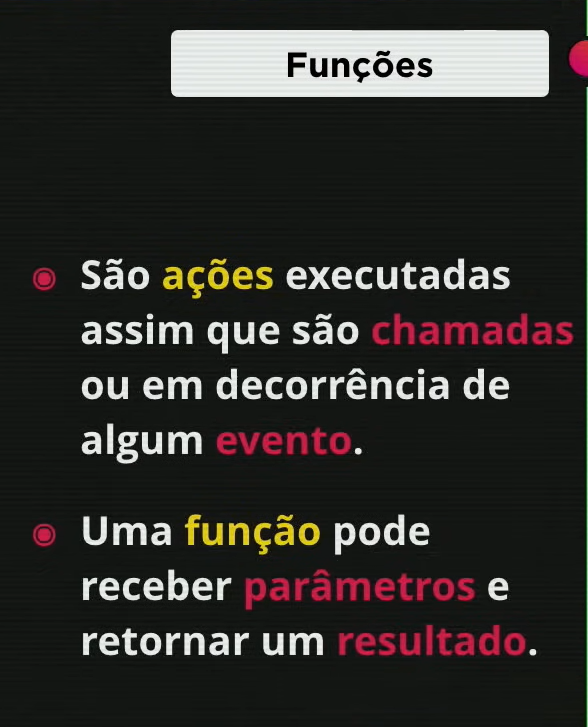 Funções
São ações executadas
assim que são chamadas
ou em decorrência de
algum evento.
Uma função pode
receber parâmetros e
retornar um resultado.